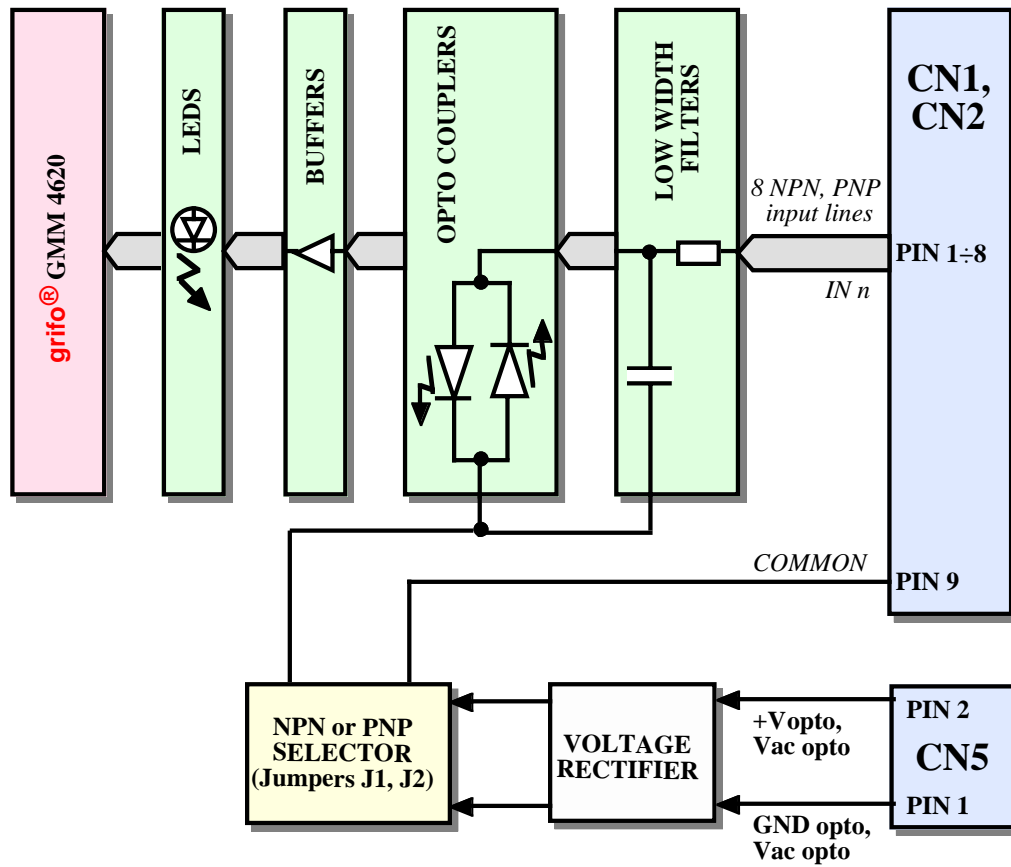 grifo® GMM 4620
LEDS
BUFFERS
OPTO COUPLERS
LOW WIDTH
FILTERS
CN1,
CN2
8 NPN, PNP
input lines
PIN 1÷8
IN n
COMMON
PIN 9
NPN or PNP
SELECTOR
(Jumpers J1, J2)
VOLTAGE
RECTIFIER
+Vopto,
Vac opto
PIN 2
CN5
PIN 1
GND opto,
Vac opto